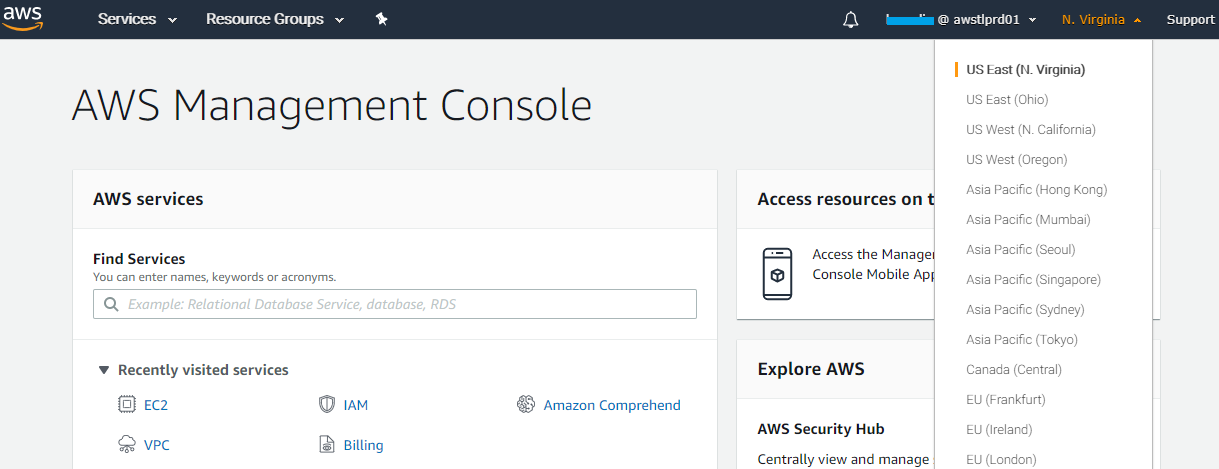 aws
Services
Resource Groups
@ awstlprd01
N. Virginia
Support
US East (N. Virginia)
US East (Ohio)
US West (N. California)
US West (Oregon)
Asia Pacific (Hong Kong)
Asia Pacific (Mumbai)
Asia Pacific (Seoul)
Asia Pacific (Singapore)
Asia Pacific (Sydney)
Asia Pacific (Tokyo)
Canada (Central)
EU (Frankfurt)
EU (Ireland)
EU (London)
AWS Management Console
AWS services
Find Services
You can enter names, keywords or acronyms.
Example: Relational Database Service, database, RDS
Recently visited services
EC2
IAM
Amazon Comprehend
VPC
Billing
Access resources on t
Access the Manage
Console Mobile App
Explore AWS
AWS Security Hub
Centrally view and manage